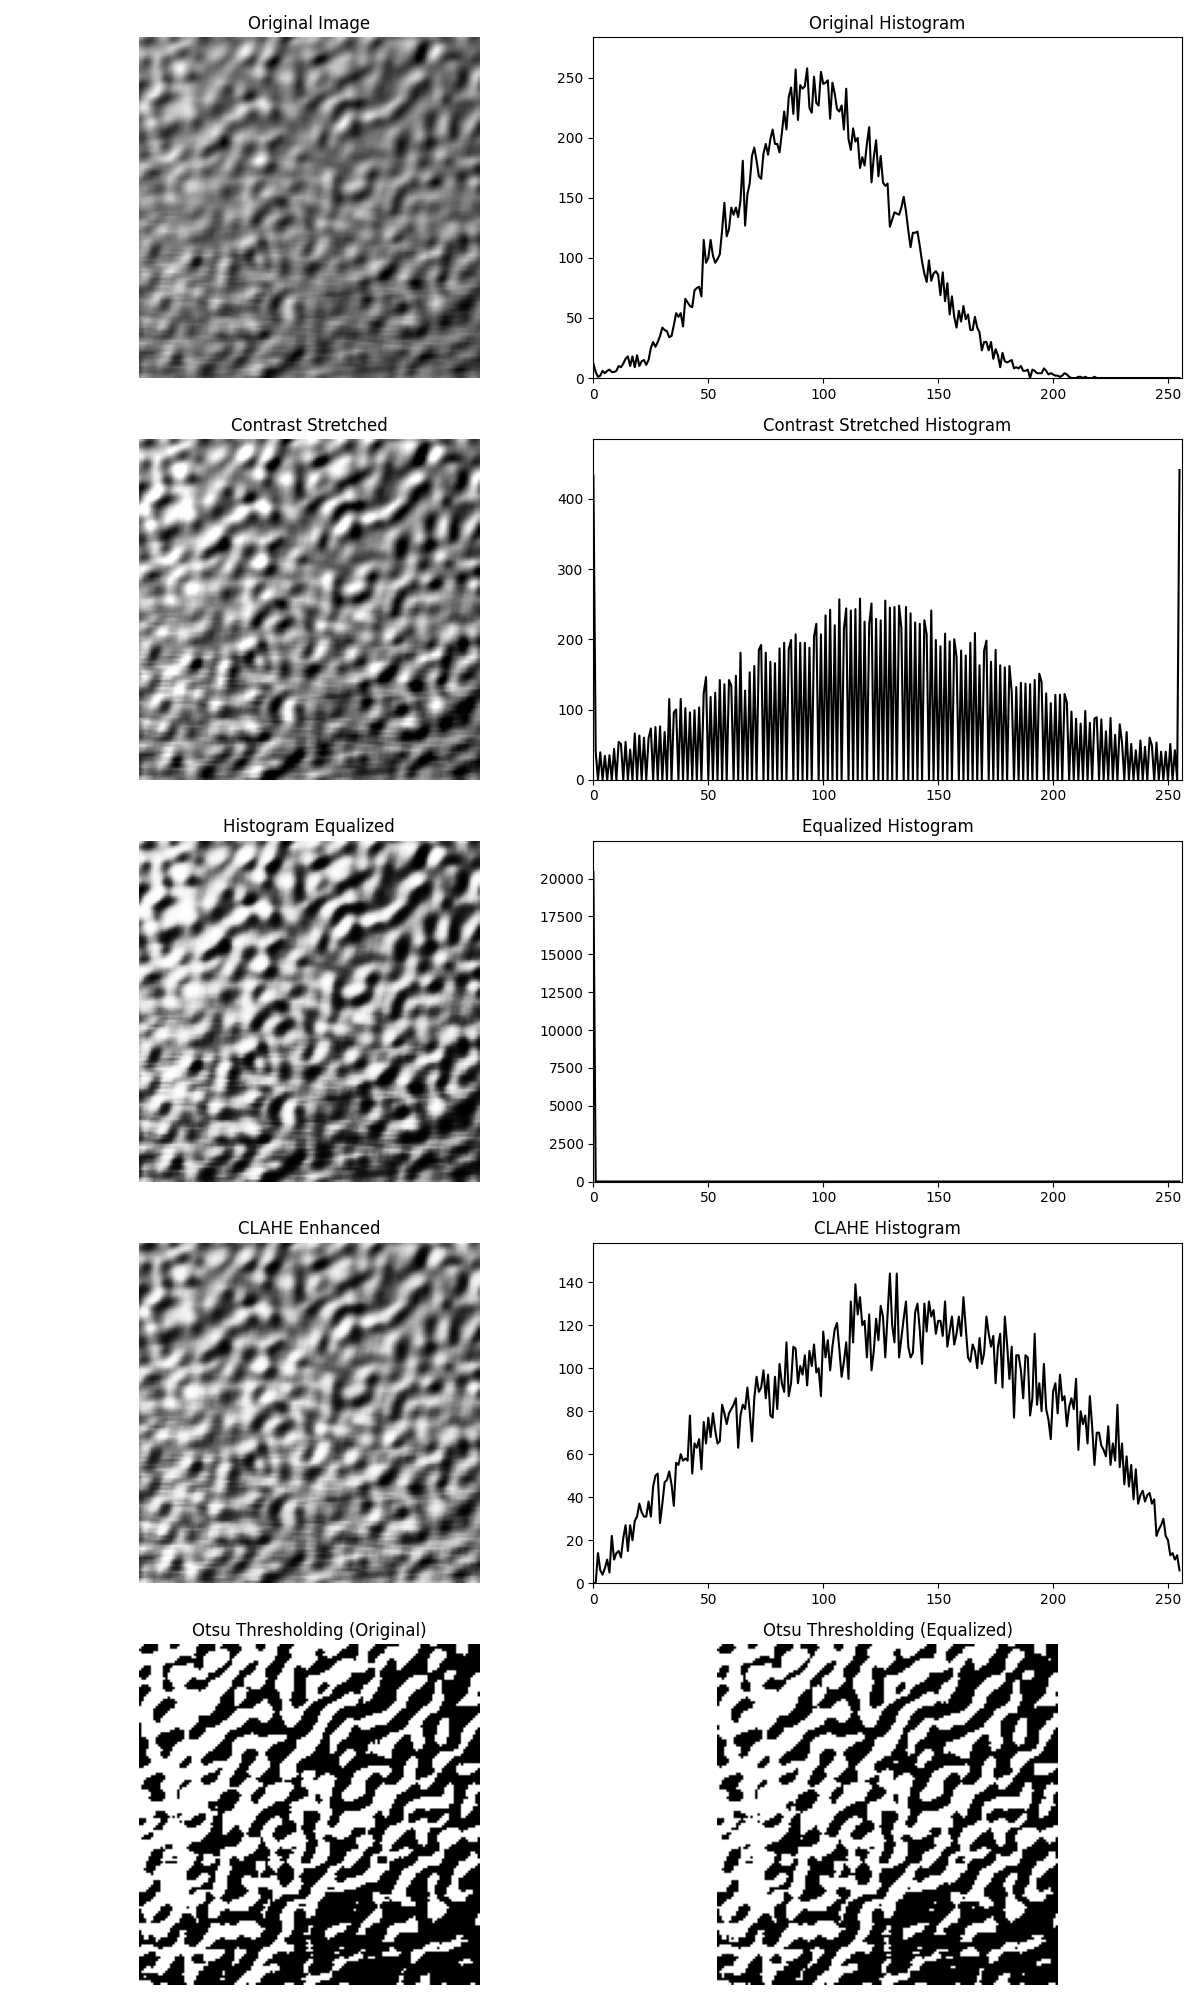 Original Image
Original Histogram
250
200
150
100
50
0
0 50 100 150 200 250
Contrast Stretched
Contrast Stretched Histogram
400
300
200
100
0
0 50 100 150 200 250
Histogram Equalized
Equalized Histogram
20000
17500
15000
12500
10000
7500
5000
2500
0
0 50 100 150 200 250
CLAHE Enhanced
CLAHE Histogram
140
120
100
80
60
40
20
0
0 50 100 150 200 250
Otsu Thresholding (Original)
Otsu Thresholding (Equalized)